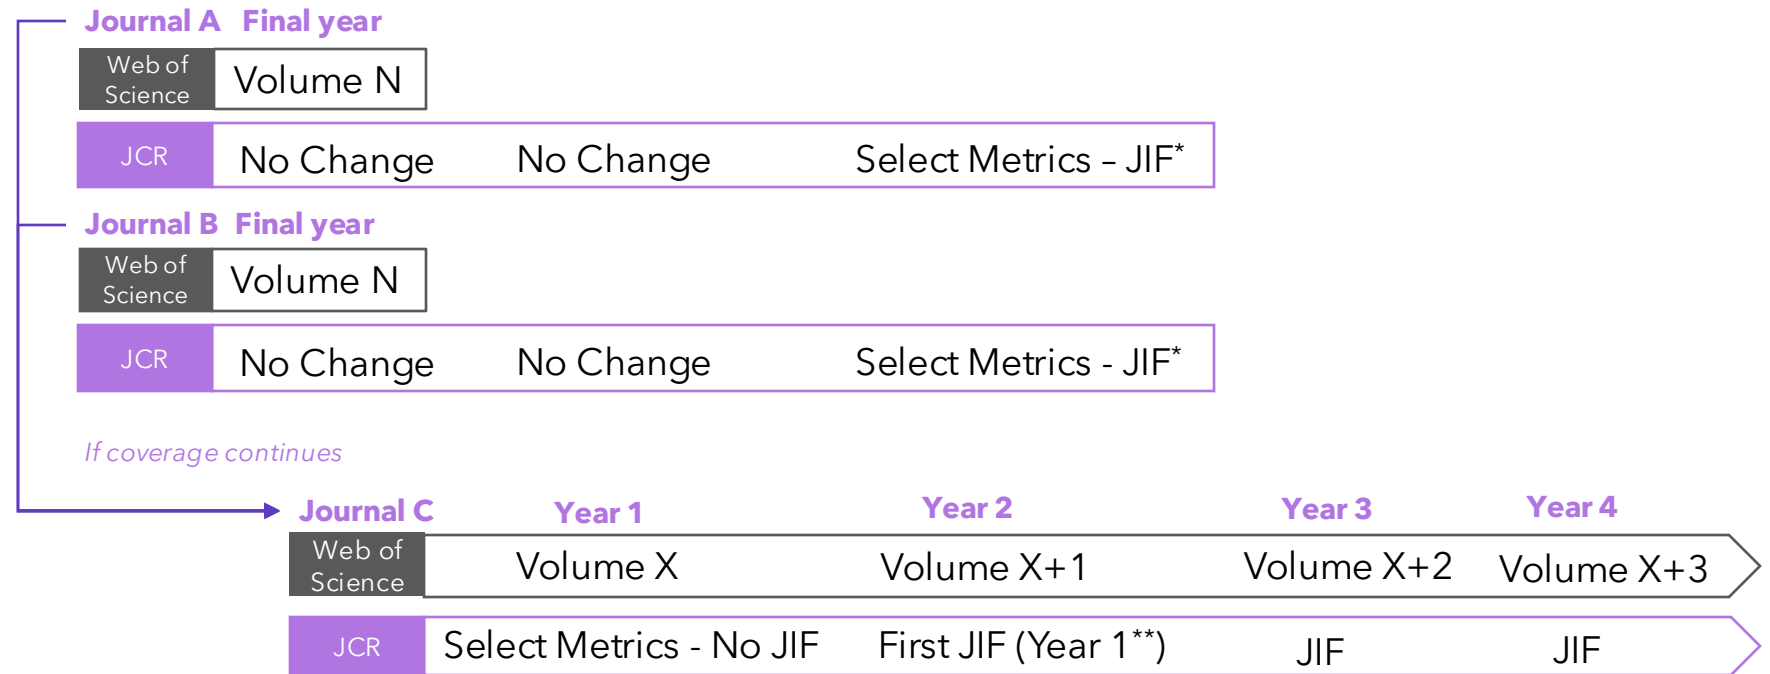 Journal A Final year
Web of
Science
Volume N
JCR
No Change No Change Select Metrics – JIF*
Journal B Final year
Web of
Science
Volume N
JCR
No Change No Change Select Metrics - JIF*
If coverage continues
Journal C Year 1 Year 2 Year 3 Year 4
Web of
Science
Volume X Volume X+1 Volume X+2 Volume X+3
JCR
Select Metrics - No JIF First JIF (Year 1**) JIF JIF